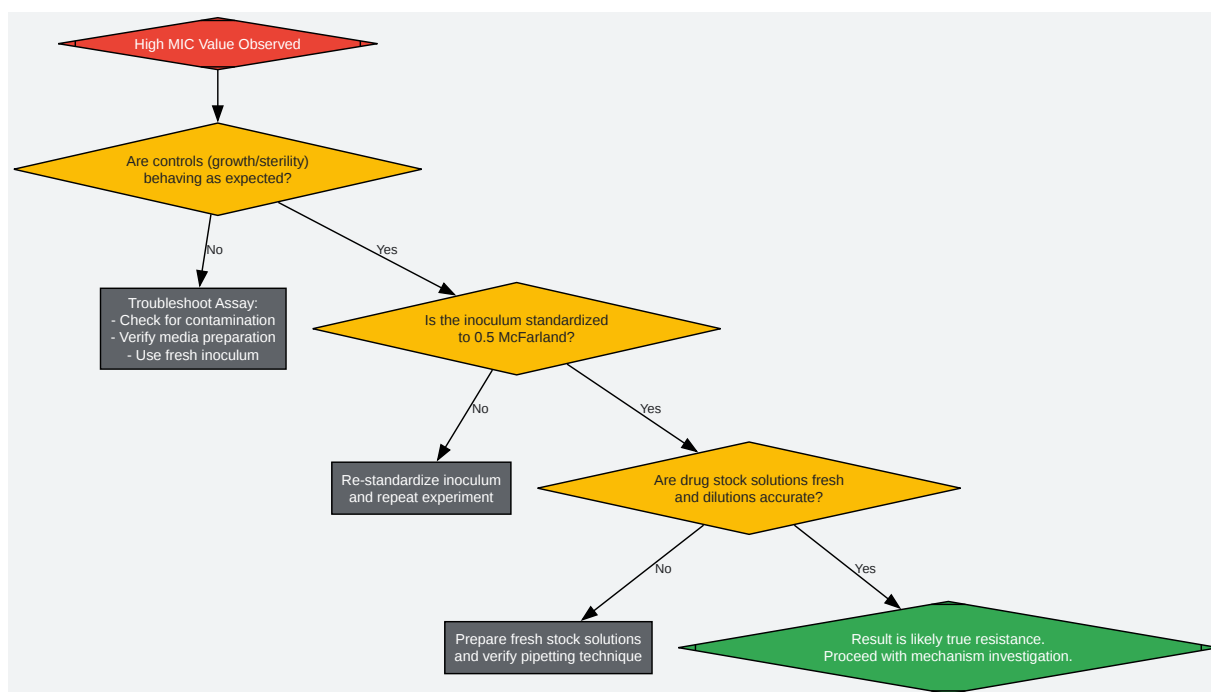 High MIC Value Observed
Are controls (growth/sterility)
behaving as expected?
No
Yes
Troubleshoot Assay:
- Check for contamination
- Verify media preparation
- Use fresh inoculum
Is the inoculum standardized
to 0.5 McFarland?
No
Yes
Re-standardize inoculum
and repeat experiment
Are drug stock solutions fresh
and dilutions accurate?
No
Yes
Prepare fresh stock solutions
and verify pipetting technique
Result is likely true resistance.
Proceed with mechanism investigation.